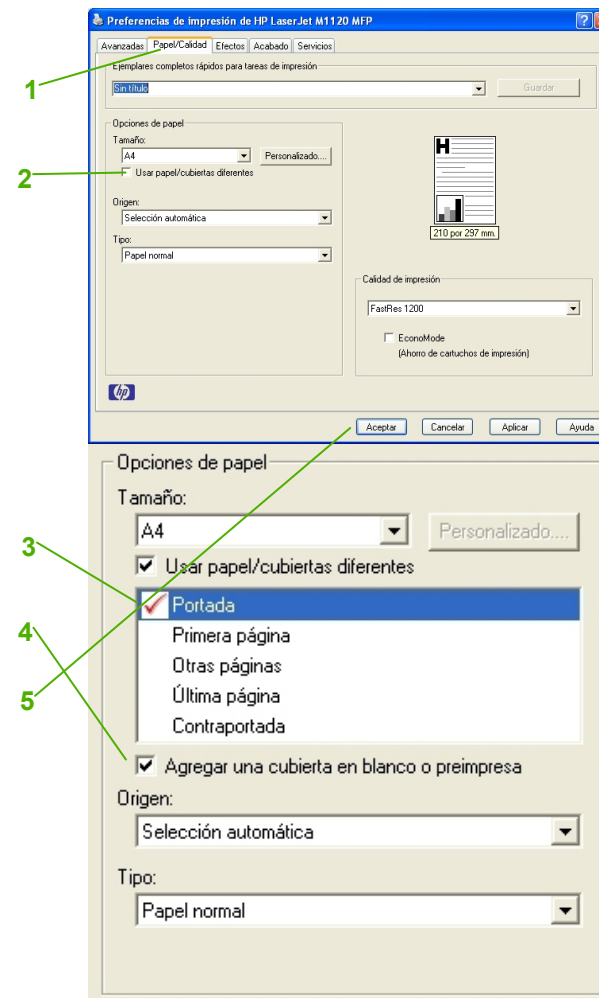 Preferencias de impresión de HP LaserJet M1120 MFP
Avanzadas Papel/Calidad Efectos Acabado Servicios
Ejemplares completos rápidos para tareas de impresión
1
Sin título Guardar
Opciones de papel
Tamaño:
A4 Personalizado....
2
Usar papel/cubiertas diferentes
H
Origen:
Selección automática
210 por 297 mm.
Tipo:
Papel normal
Calidad de impresión
FastRes 1200
EconoMode
(Ahorro de cartuchos de impresión)
hp
Aceptar Cancelar Aplicar Ayuda
Opciones de papel
Tamaño:
A4 Personalizado....
3
Usar papel/cubiertas diferentes
Portada
4
Primera página
Otras páginas
5
Última página
Contraportada
Agregar una cubierta en blanco o preimpresa
Origen:
Selección automática
Tipo:
Papel normal